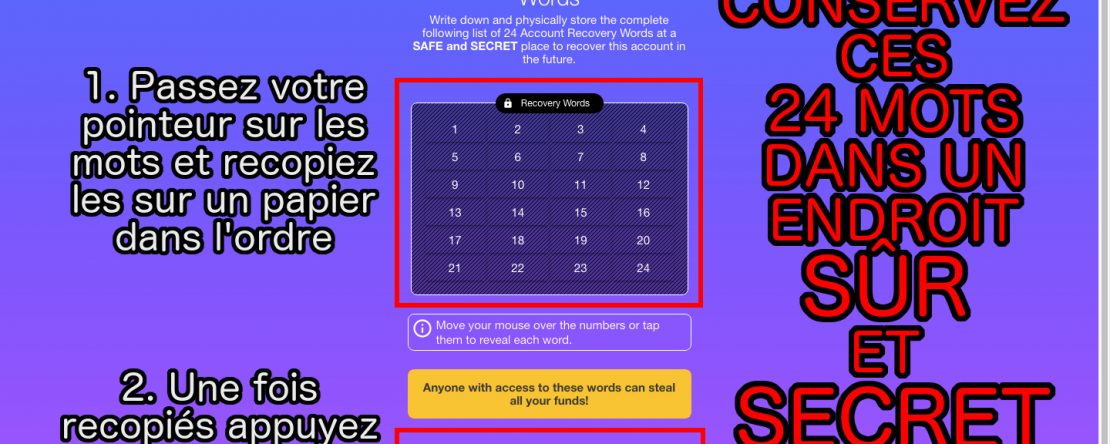 Words
Write down and physically store the complete
following list of 24 Account Recovery Words at a
SAFE and SECRET place to recover this account in
the future.
1. Passez votre
pointeur sur les
mots et recopiez
les sur un papier
dans l'ordre
Recovery Words
1 2 3 4
5 6 7 8
9 10 11 12
13 14 15 16
17 18 19 20
21 22 23 24
Move your mouse over the numbers or tap
them to reveal each word.
Anyone with access to these words can steal
all your funds!
2. Une fois
recopiés appuyez
CONSERVEZ
CES
24 MOTS
DANS UN
ENDROIT
SÛR
ET
SECRET